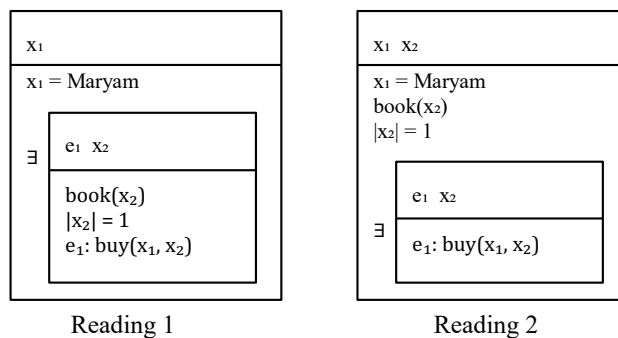 x₁
x₁ = Maryam
∃
e₁ x₂
book(x₂)
|x₂| = 1
e₁: buy(x₁, x₂)
Reading 1
x₁ x₂
x₁ = Maryam
book(x₂)
|x₂| = 1
∃
e₁ x₂
e₁: buy(x₁, x₂)
Reading 2